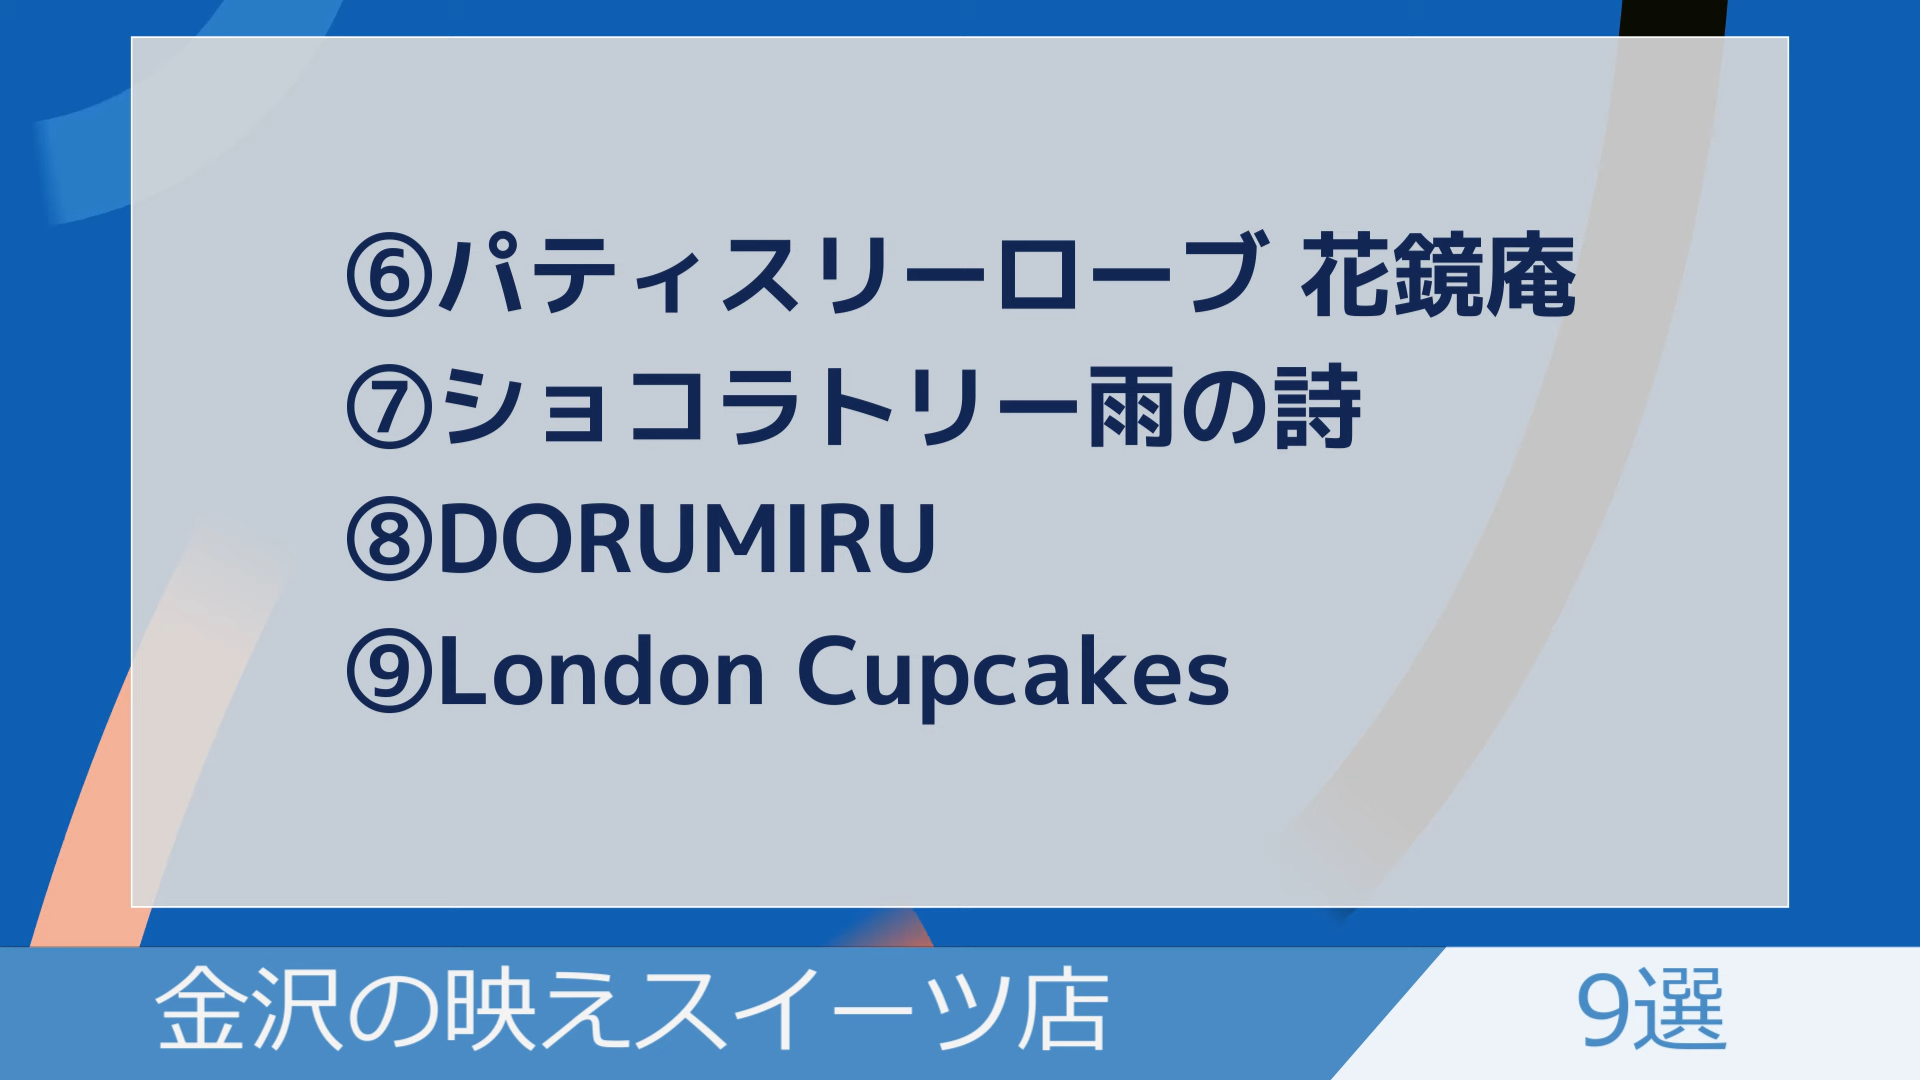 ⑥パティスリーローブ 花鏡庵
⑦ショコラトリー雨の詩
⑧DORUMIRU
⑨London Cupcakes
金沢の映えスイーツ店 9選